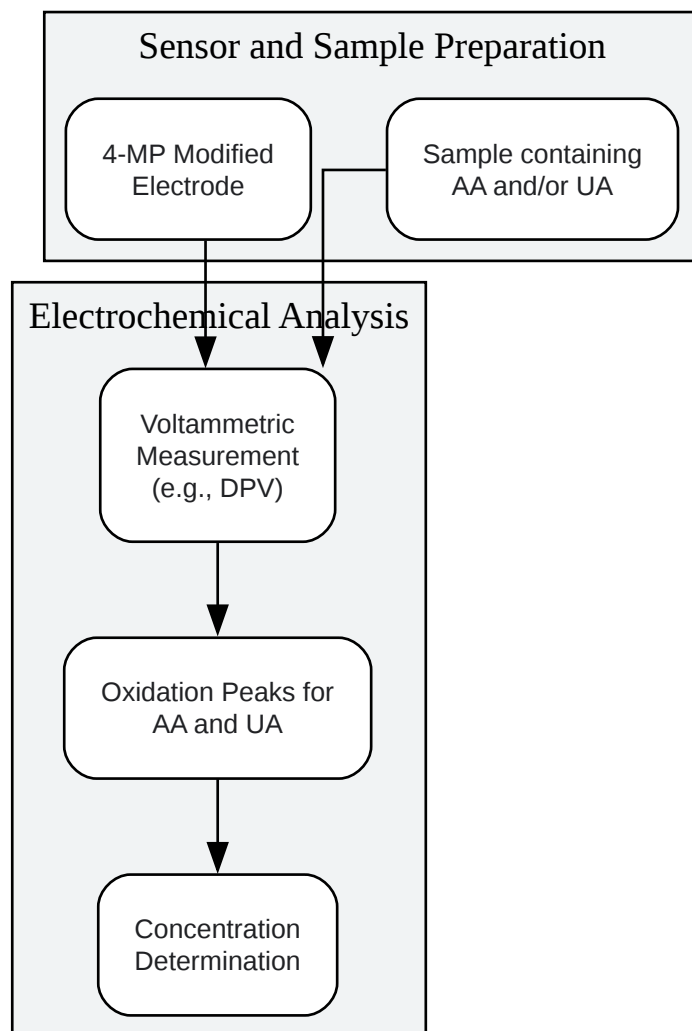 Sensor and Sample Preparation
4-MP Modified
Electrode
Sample containing
AA and/or UA
Electrochemical Analysis
Voltammetric
Measurement
(e.g., DPV)
Oxidation Peaks for
AA and UA
Concentration
Determination